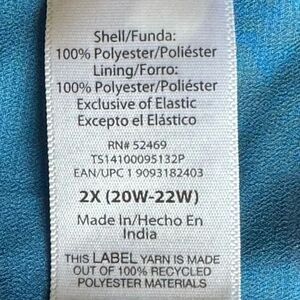 Shell/Funda:
100% Polyester/Poliéster
Lining/Forro:
100% Polyester/Poliéster
Exclusive of Elastic
Excepto el Elástico
RN# 52469
TS14100095132P
EAN/UPC 1 9093182403
2X (20W-22W)
Made In/Hecho En
India
THIS LABEL YARN IS MADE
OUT OF 100% RECYCLED
POLYESTER MATERIALS